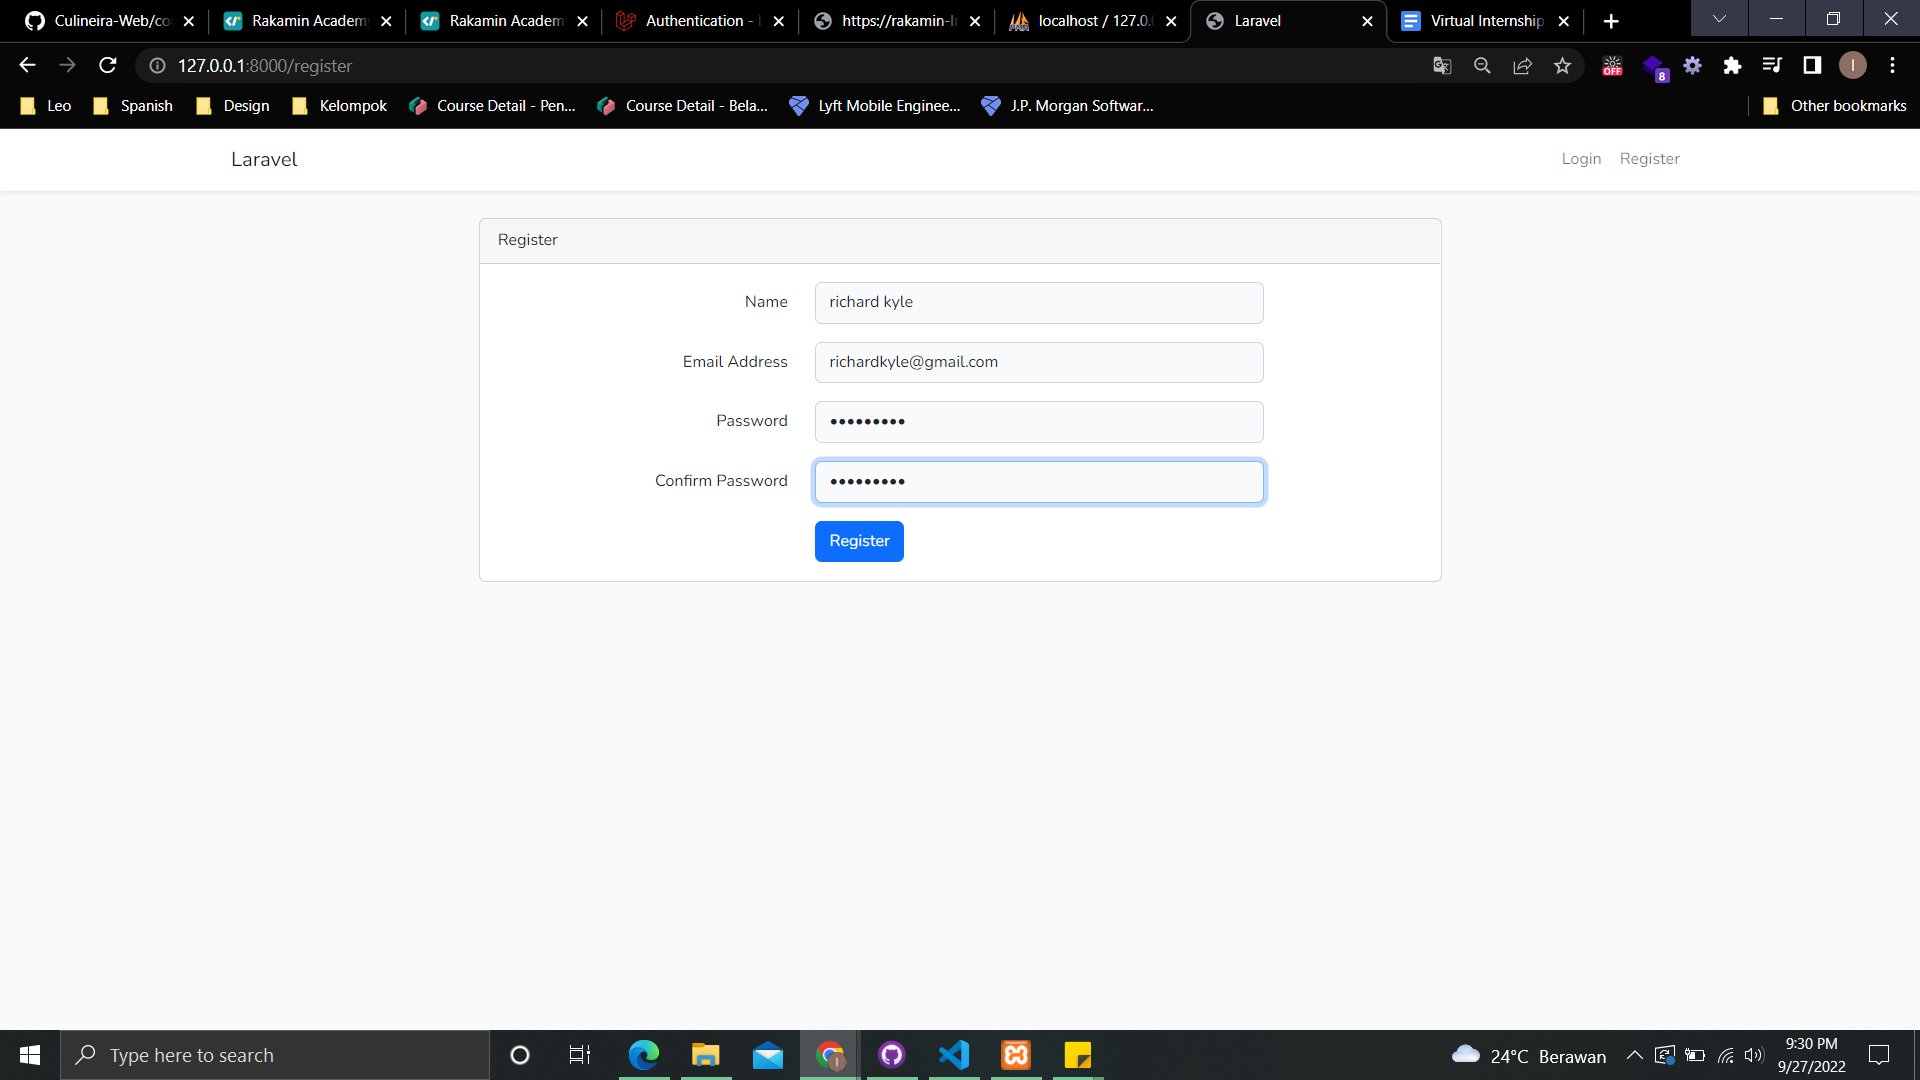 Culineira-Web/co
Rakamin Academ
Rakamin Academ
Authentication - L
https://rakamin-l
localhost / 127.0.0
Laravel
Virtual Internship
127.0.0.1:8000/register
OFF
8
I
Leo
Spanish
Design
Kelompok
Course Detail - Pen...
Course Detail - Bela...
Lyft Mobile Enginee...
J.P. Morgan Softwar...
Other bookmarks
Laravel
Login
Register
Register
Name
richard kyle
Email Address
richardkyle@gmail.com
Password
•••••••••
Confirm Password
•••••••••
Register
Type here to search
24°C Berawan
9:30 PM
9/27/2022